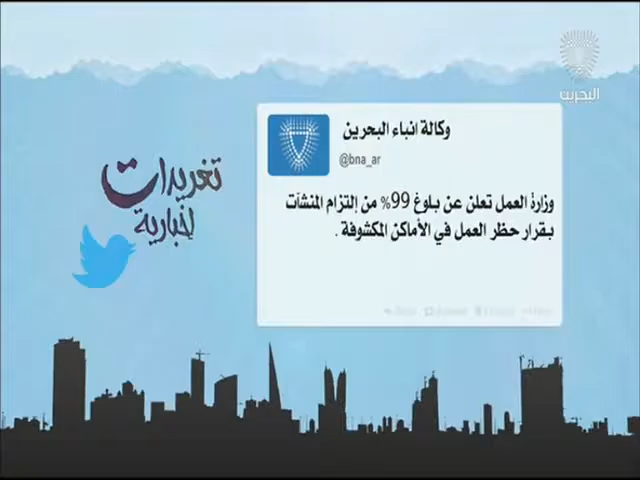 البحرين
وكالة انباء البحرين
@bna_ar
وزارة العمل تعلن عن بلوغ 99% من إلتزام المنشآت
بقرار حظر العمل في الأماكن المكشوفة .
تغريدات
إخبارية